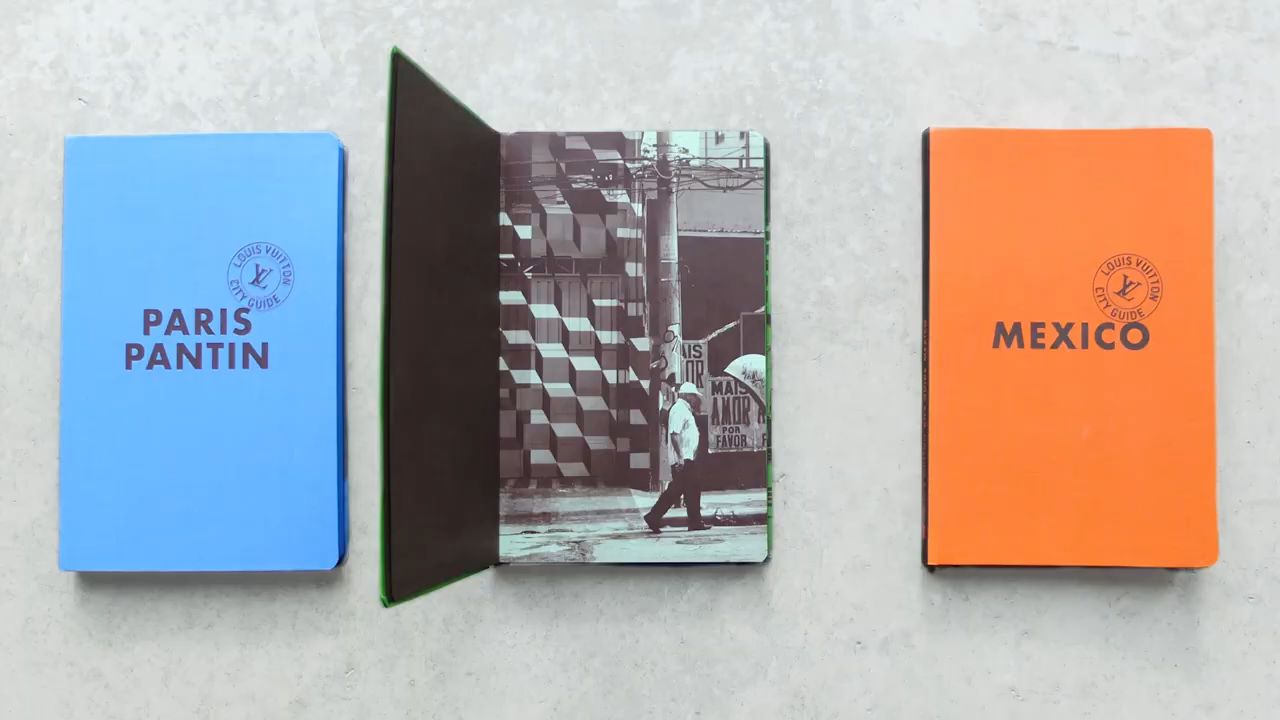 LOUIS VUITTON
CITY GUIDE
PARIS
PANTIN
MAIS
AMOR
POR
FAVOR
LOUIS VUITTON
CITY GUIDE
MEXICO